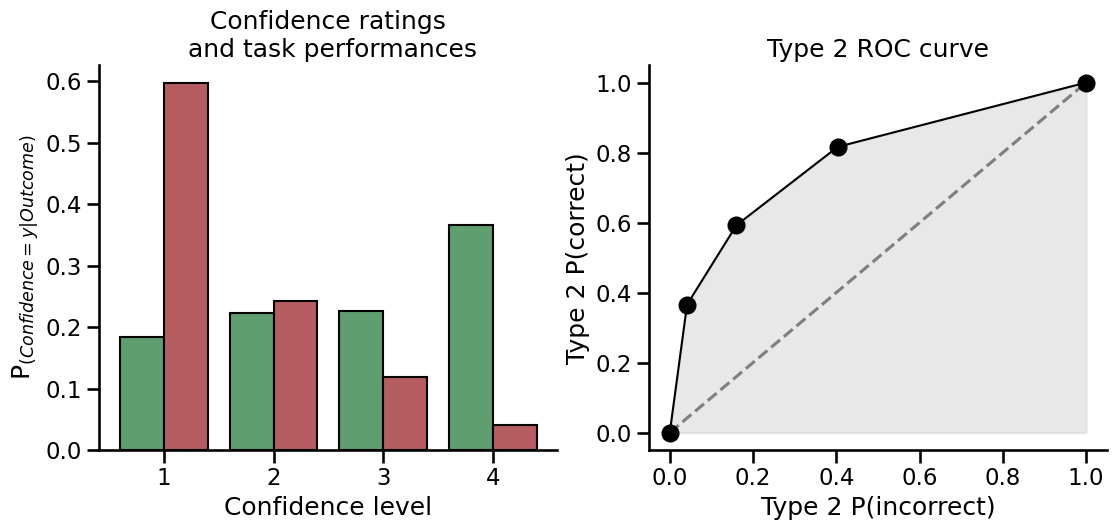 Confidence ratings
and task performances
P(Confidence = y|Outcome)
0.6
0.5
0.4
0.3
0.2
0.1
0.0
1 2 3 4
Confidence level
Type 2 ROC curve
Type 2 P(correct)
1.0
0.8
0.6
0.4
0.2
0.0
0.0 0.2 0.4 0.6 0.8 1.0
Type 2 P(incorrect)